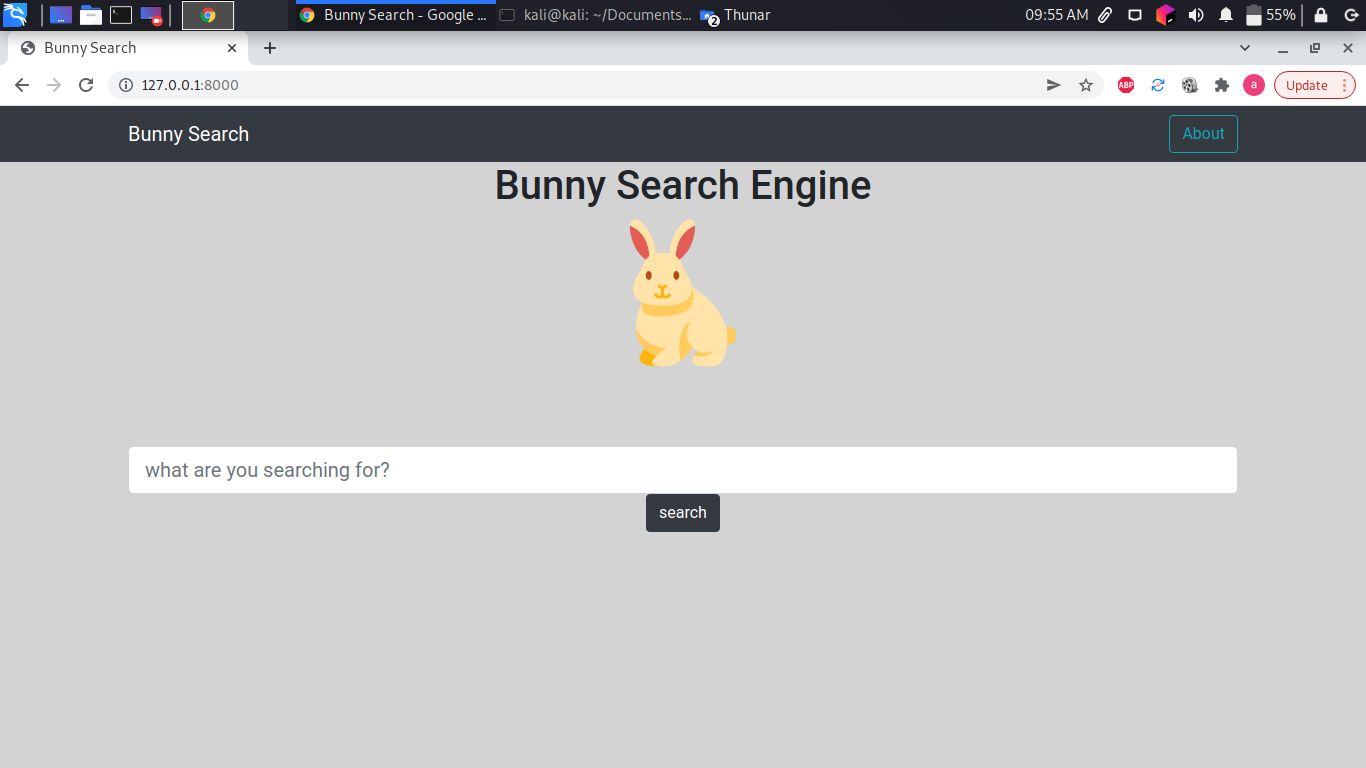 Bunny Search - Google ...
kali@kali: ~/Documents...
2
Thunar
09:55 AM
55%
Bunny Search
127.0.0.1:8000
ABP
a
Update
Bunny Search
About
Bunny Search Engine
what are you searching for?
search